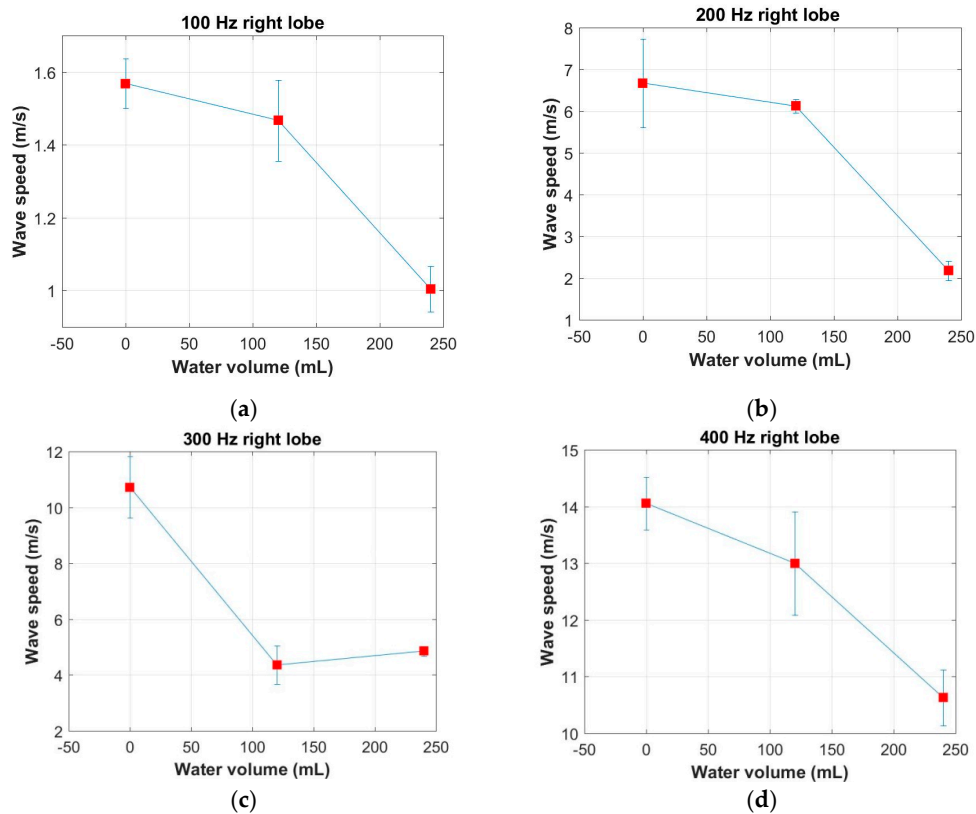 100 Hz right lobe
Wave speed (m/s)
1.6
1.4
1.2
1
-50 0 50 100 150 200 250
Water volume (mL)
(a)
200 Hz right lobe
Wave speed (m/s)
8
7
6
5
4
3
2
1
-50 0 50 100 150 200 250
Water volume (mL)
(b)
300 Hz right lobe
Wave speed (m/s)
12
10
8
6
4
2
-50 0 50 100 150 200 250
Water volume (mL)
(c)
400 Hz right lobe
Wave speed (m/s)
15
14
13
12
11
10
-50 0 50 100 150 200 250
Water volume (mL)
(d)